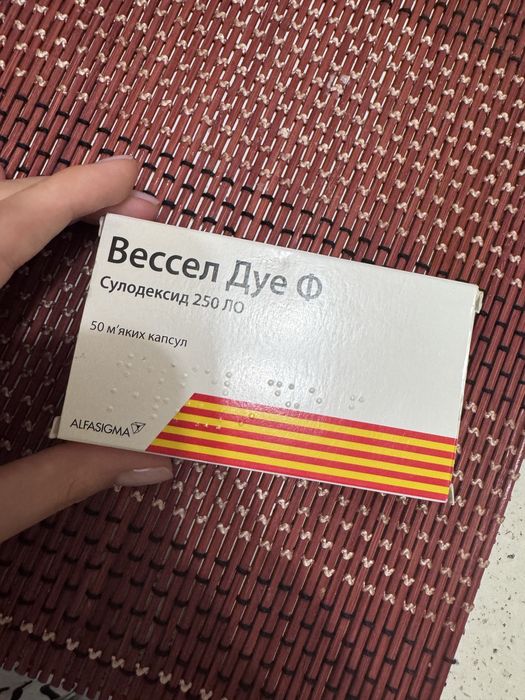 Вессел Дуе Ф
Сулодексид 250 ЛО
50 м'яких капсул
ALFASIGMA